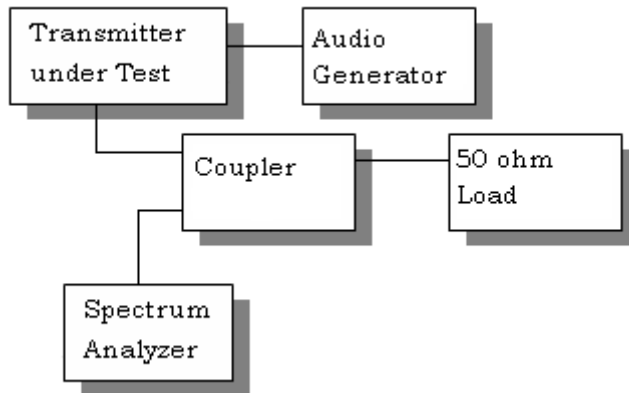 Transmitter
under Test
Audio
Generator
Coupler
50 ohm
Load
Spectrum
Analyzer